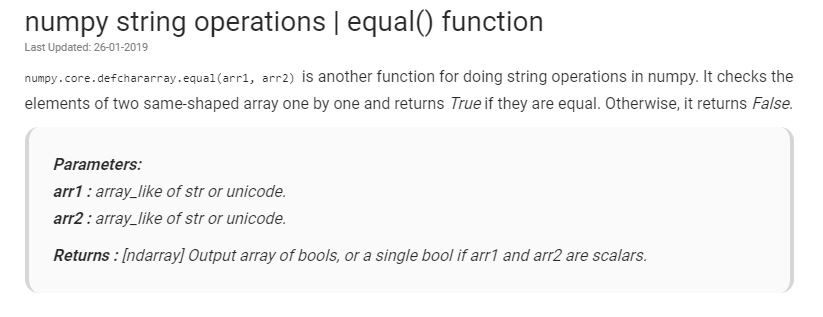 numpy string operations | equal() function
Last Updated: 26-01-2019
numpy.core.defchararray.equal(arr1, arr2) is another function for doing string operations in numpy. It checks the
elements of two same-shaped array one by one and returns True if they are equal. Otherwise, it returns False.
Parameters:
arr1 : array_like of str or unicode.
arr2 : array_like of str or unicode.
Returns : [ndarray] Output array of bools, or a single bool if arr1 and arr2 are scalars.